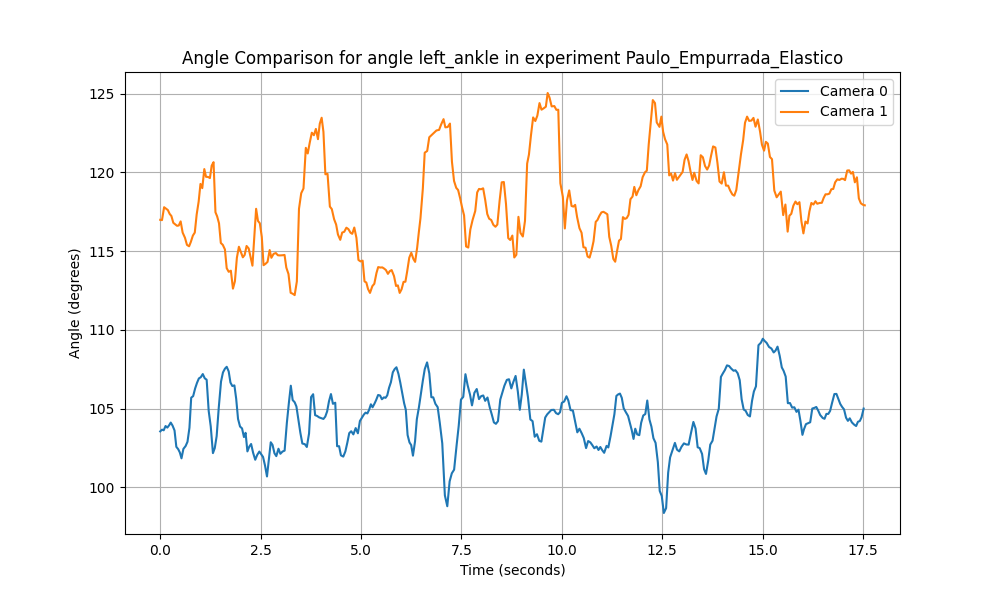 Angle Comparison for angle left_ankle in experiment Paulo_Empurrada_Elastico
Camera 0
Camera 1
125
120
115
110
105
100
Angle (degrees)
0.0 2.5 5.0 7.5 10.0 12.5 15.0 17.5
Time (seconds)